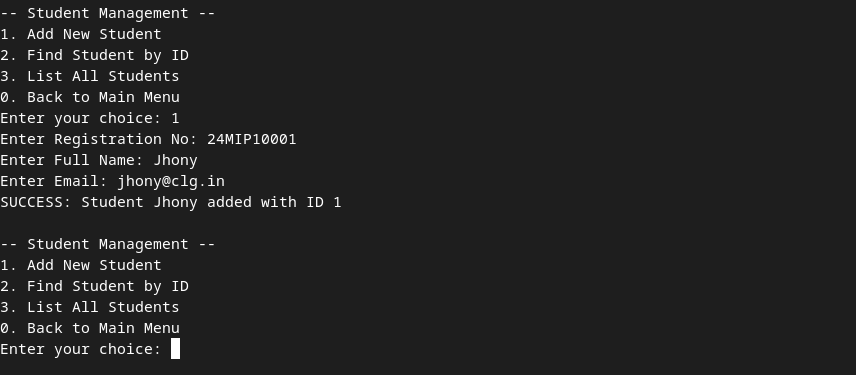 -- Student Management --
1. Add New Student
2. Find Student by ID
3. List All Students
0. Back to Main Menu
Enter your choice: 1
Enter Registration No: 24MIP10001
Enter Full Name: Jhony
Enter Email: jhony@clg.in
SUCCESS: Student Jhony added with ID 1

-- Student Management --
1. Add New Student
2. Find Student by ID
3. List All Students
0. Back to Main Menu
Enter your choice: